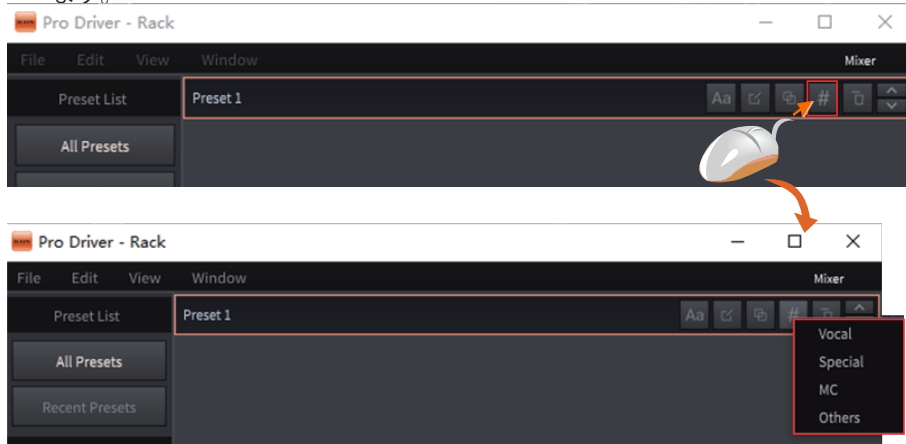 Pro Driver - Rack
File Edit View Window Mixer
Preset List
Preset 1
Aa
#
All Presets
Pro Driver - Rack
File Edit View Window Mixer
Preset List
Preset 1
Aa
#
Vocal
Special
MC
Others
All Presets
Recent Presets